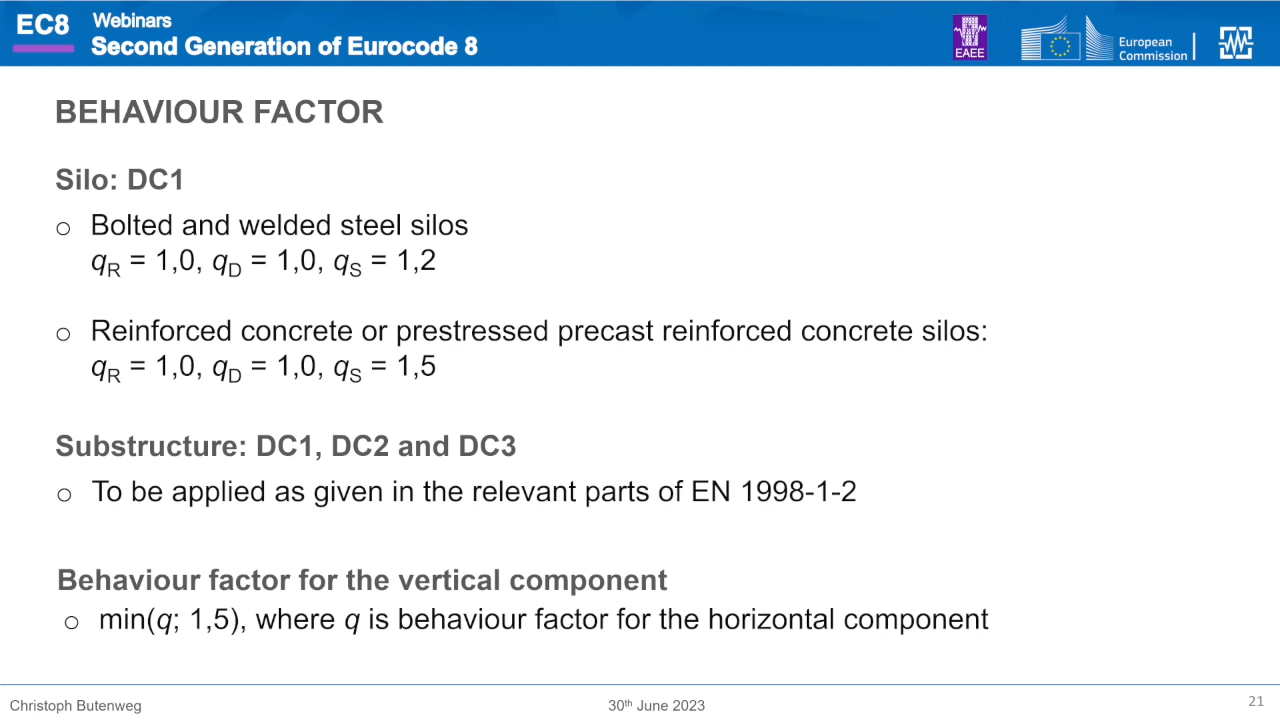 EC8
Webinars
Second Generation of Eurocode 8
EAEE
European
Commission
BEHAVIOUR FACTOR
Silo: DC1
o Bolted and welded steel silos
qR = 1,0, qD = 1,0, qS = 1,2
o Reinforced concrete or prestressed precast reinforced concrete silos:
qR = 1,0, qD = 1,0, qS = 1,5
Substructure: DC1, DC2 and DC3
o To be applied as given in the relevant parts of EN 1998-1-2
Behaviour factor for the vertical component
o min(q; 1,5), where q is behaviour factor for the horizontal component
Christoph Butenweg
30th June 2023
21